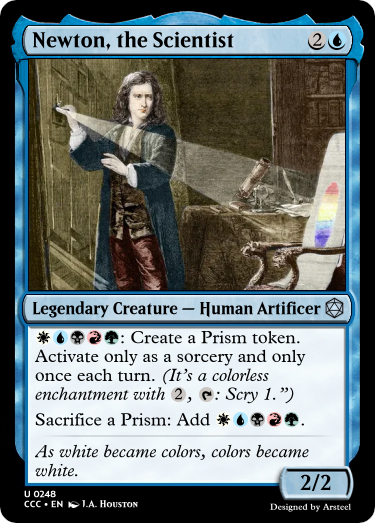 Newton, the Scientist 2
Legendary Creature — Human Artificer
: Create a Prism token.
Activate only as a sorcery and only
once each turn. (It's a colorless
enchantment with 2, : Scry 1.")
Sacrifice a Prism: Add .
As white became colors, colors became
white.
2/2
U 0248
CCC • EN J.A. Houston
Designed by Arsteel